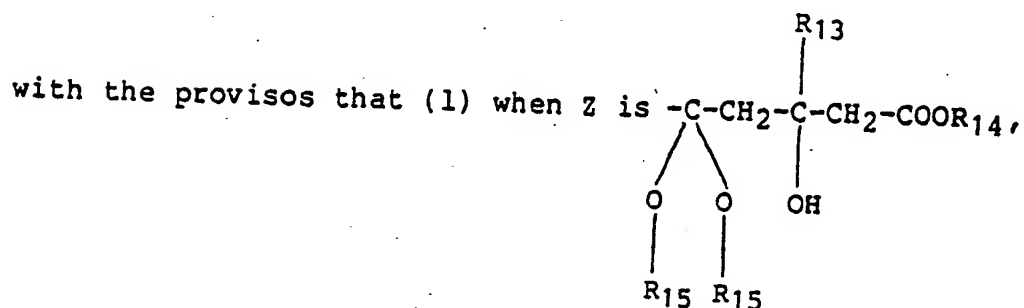 R13
with the provisos that (1) when Z is -C-CH2-C-CH2-COOR14,
O O OH
R15 R15